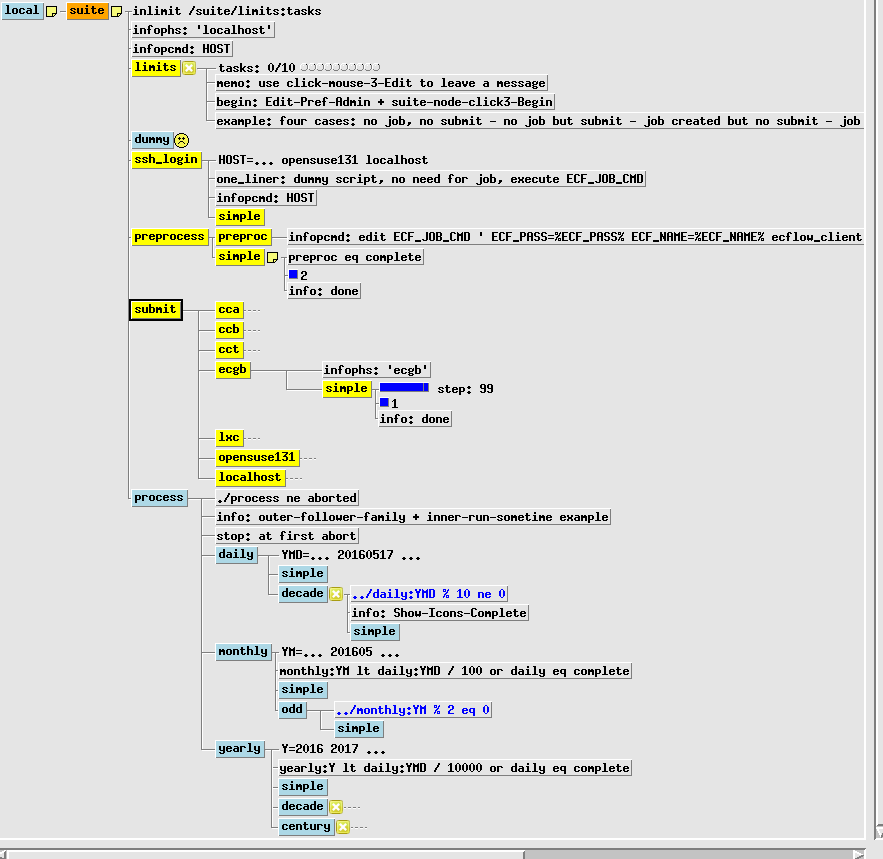 local suite inlimit /suite/limits:tasks
infophs: 'localhost'
infopcmd: HOST
limits tasks: 0/10
memo: use click-mouse-3-Edit to leave a message
begin: Edit-Pref-Admin + suite-node-click3-Begin
example: four cases: no job, no submit - no job but submit - job created but no submit - job
dummy
ssh_login HOST=... opensuse131 localhost
one_liner: dummy script, no need for job, execute ECF_JOB_CMD
infopcmd: HOST
simple
preprocess preproc infopcmd: edit ECF_JOB_CMD ' ECF_PASS=%ECF_PASS% ECF_NAME=%ECF_NAME% ecflow_client
simple preproc eq complete
2
info: done
submit cca
ccb
cct
ecgb infophs: 'ecgb'
simple step: 99
1
info: done
lxc
opensuse131
localhost
process ./process ne aborted
info: outer-follower-family + inner-run-sometime example
stop: at first abort
daily YMD=... 20160517 ...
simple
decade ../daily:YMD % 10 ne 0
info: Show-Icons-Complete
simple
monthly YM=... 201605 ...
monthly:YM lt daily:YMD / 100 or daily eq complete
simple
odd ../monthly:YM % 2 eq 0
simple
yearly Y=2016 2017 ...
yearly:Y lt daily:YMD / 10000 or daily eq complete
simple
decade
century